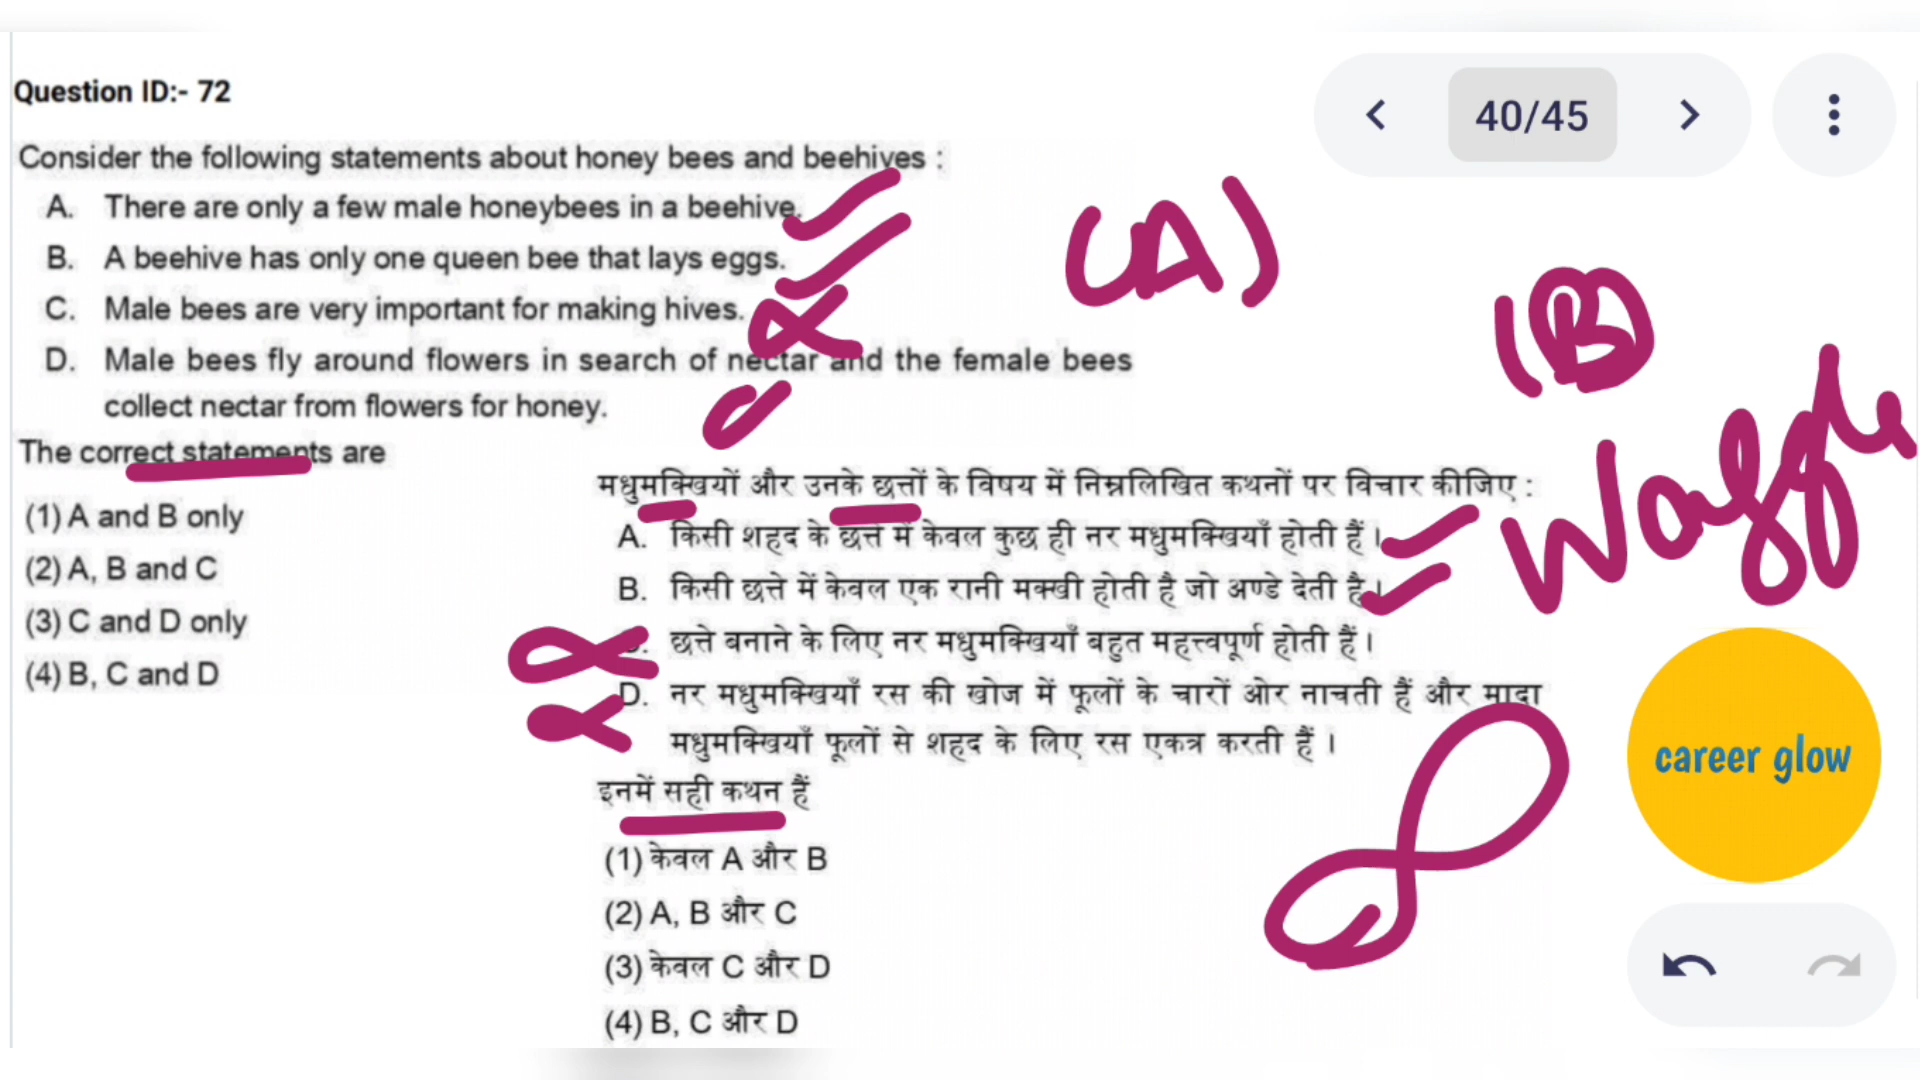 Question ID:- 72
40/45
Consider the following statements about honey bees and beehives :
A. There are only a few male honeybees in a beehive.
B. A beehive has only one queen bee that lays eggs.
C. Male bees are very important for making hives.
D. Male bees fly around flowers in search of nectar and the female bees
collect nectar from flowers for honey.
The correct statements are
(1) A and B only
(2) A, B and C
(3) C and D only
(4) B, C and D
(A)
(B)
Waggle
मधुमक्खियों और उनके छत्तों के विषय में निम्नलिखित कथनों पर विचार कीजिए :
A. किसी शहद के छत्ते में केवल कुछ ही नर मधुमक्खियाँ होती हैं।
B. किसी छत्ते में केवल एक रानी मक्खी होती है जो अण्डे देती है।
C. छत्ते बनाने के लिए नर मधुमक्खियाँ बहुत महत्त्वपूर्ण होती हैं।
D. नर मधुमक्खियाँ रस की खोज में फूलों के चारों ओर नाचती हैं और मादा
मधुमक्खियाँ फूलों से शहद के लिए रस एकत्र करती हैं ।
इनमें सही कथन हैं
(1) केवल A और B
(2) A, B और C
(3) केवल C और D
(4) B, C और D
career glow